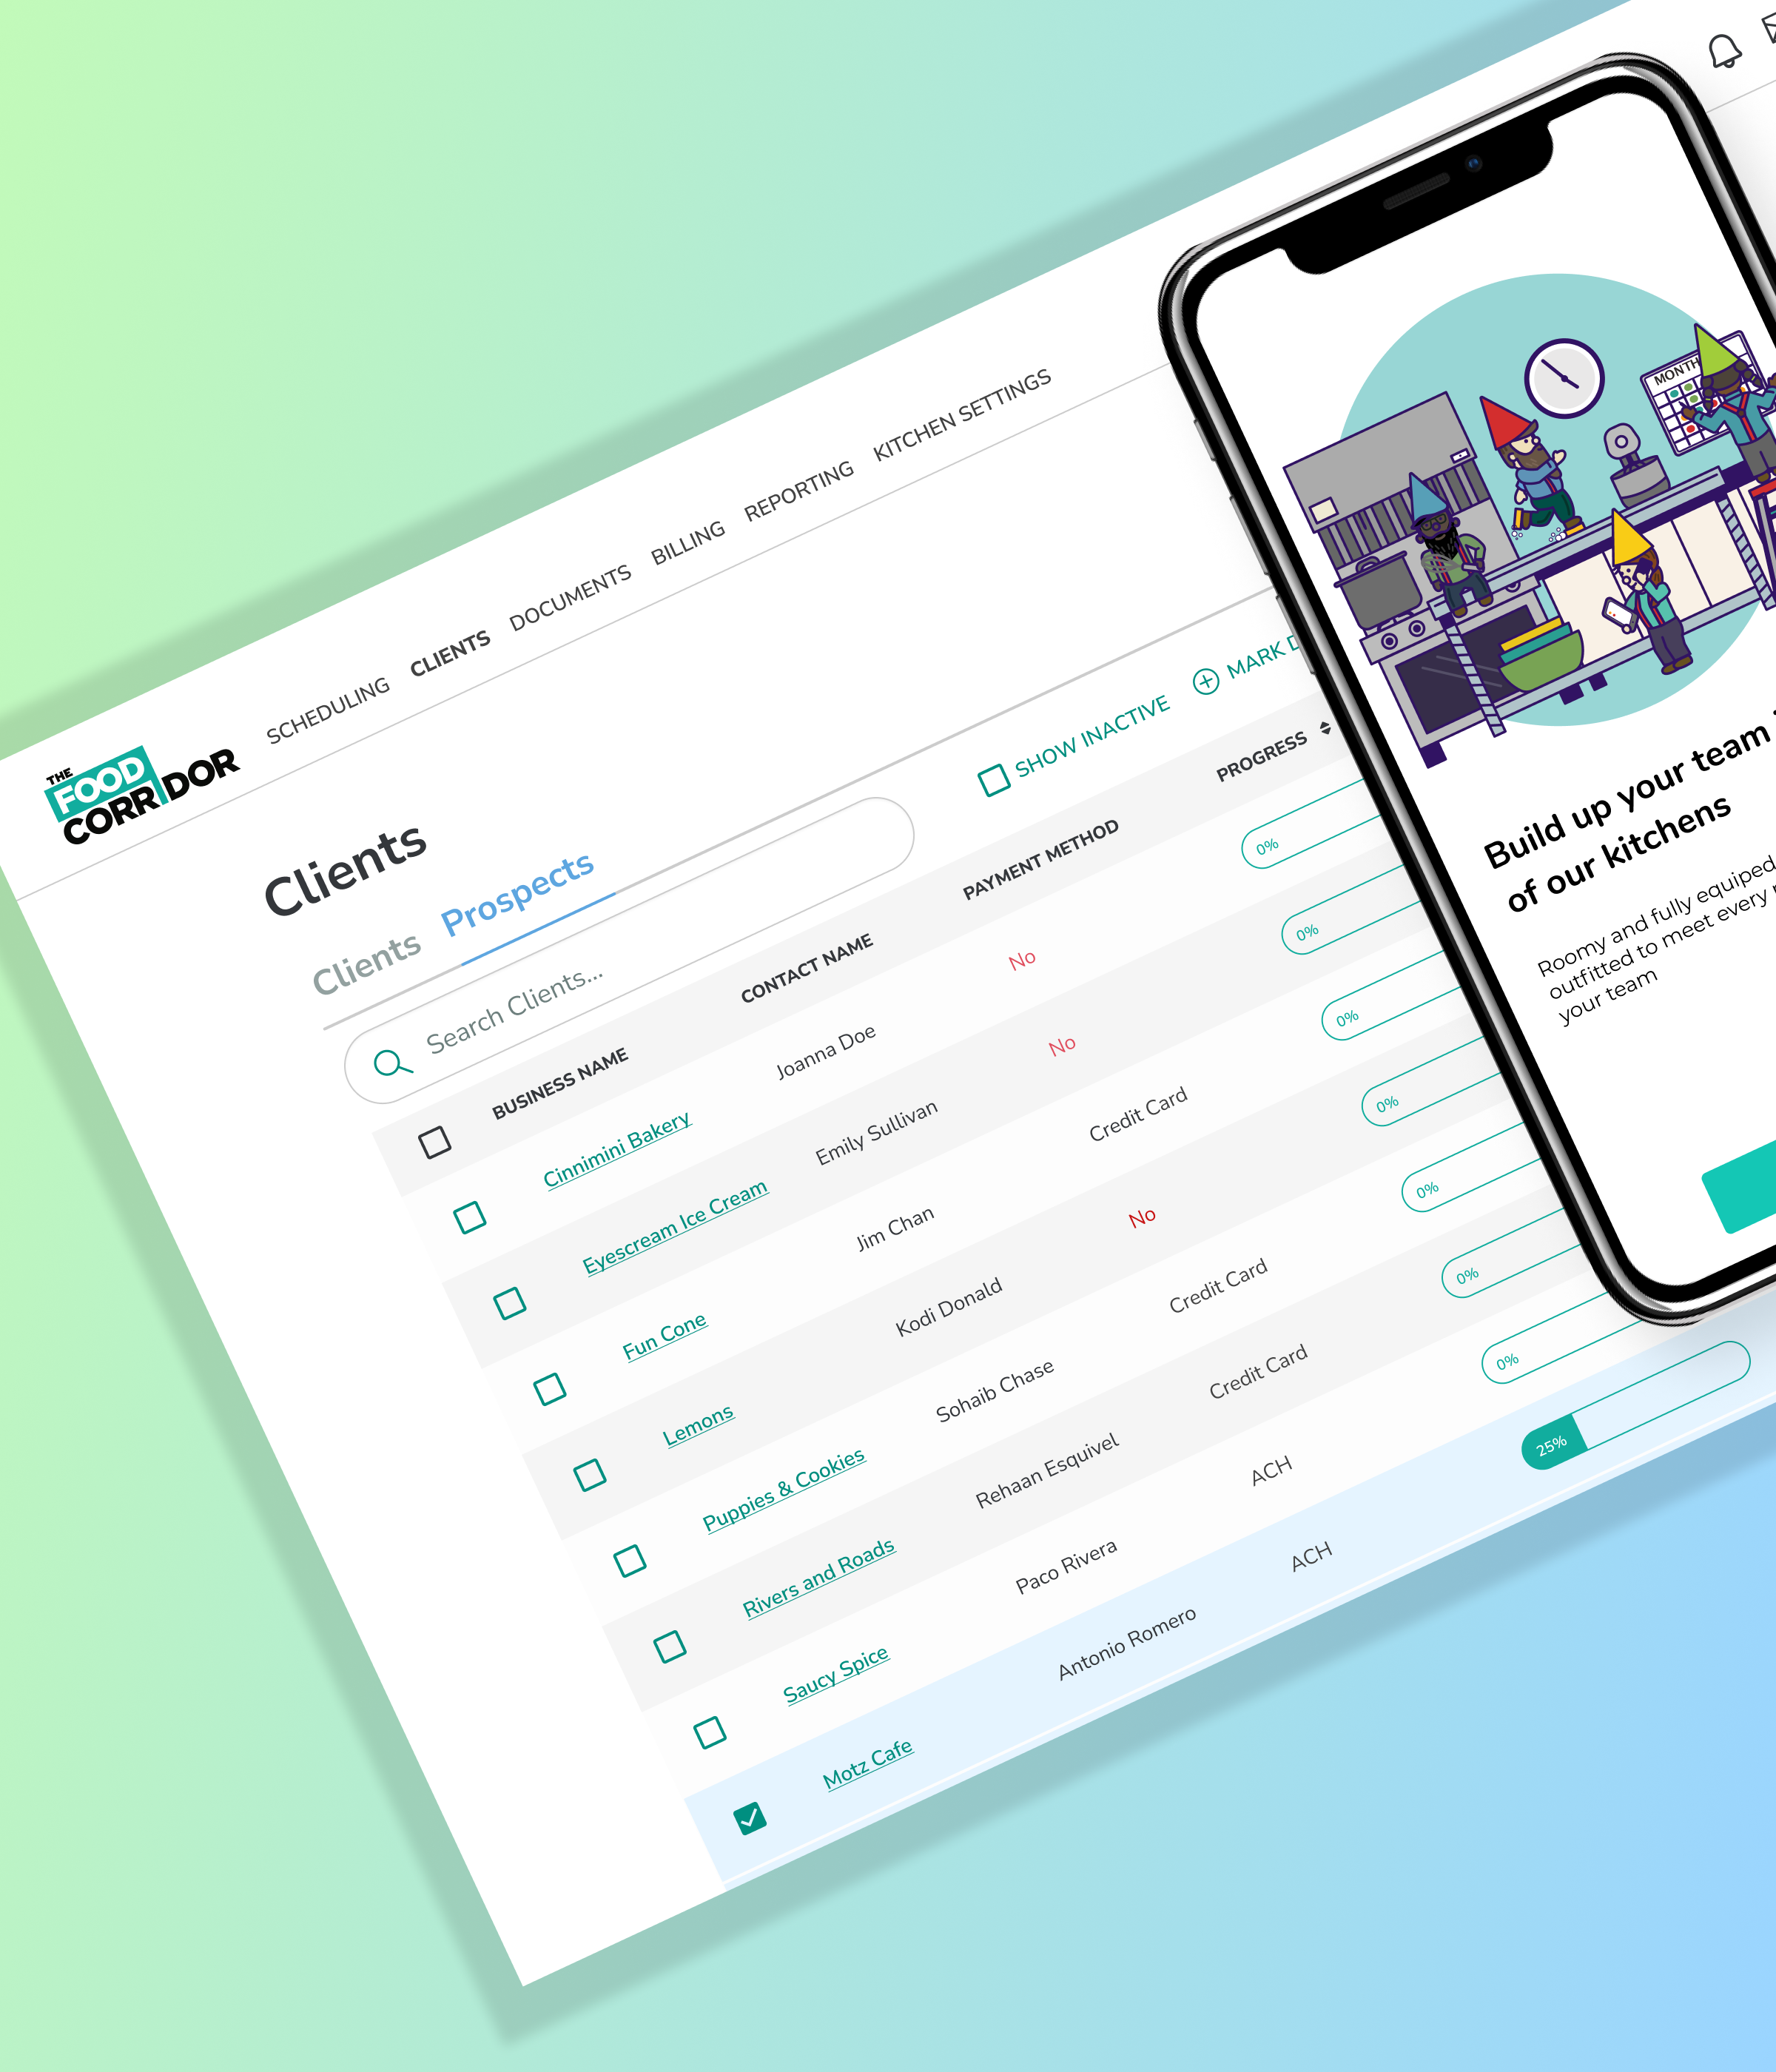 THE
FOOD
CORRIDOR
SCHEDULING
CLIENTS
DOCUMENTS
BILLING
REPORTING
KITCHEN SETTINGS
Clients
Clients
Prospects
Search Clients...
SHOW INACTIVE
MARK
BUSINESS NAME
CONTACT NAME
PAYMENT METHOD
PROGRESS
Cinnimini Bakery
Joanna Doe
No
0%
Eyescream Ice Cream
Emily Sullivan
No
0%
Fun Cone
Jim Chan
Credit Card
0%
Lemons
Kodi Donald
No
0%
Puppies & Cookies
Sohaib Chase
Credit Card
0%
Rivers and Roads
Rehaan Esquivel
Credit Card
0%
Saucy Spice
Paco Rivera
ACH
0%
Motz Cafe
Antonio Romero
ACH
25%
MONTH
Build up your team
of our kitchens
Roomy and fully equiped
outfitted to meet every
your team